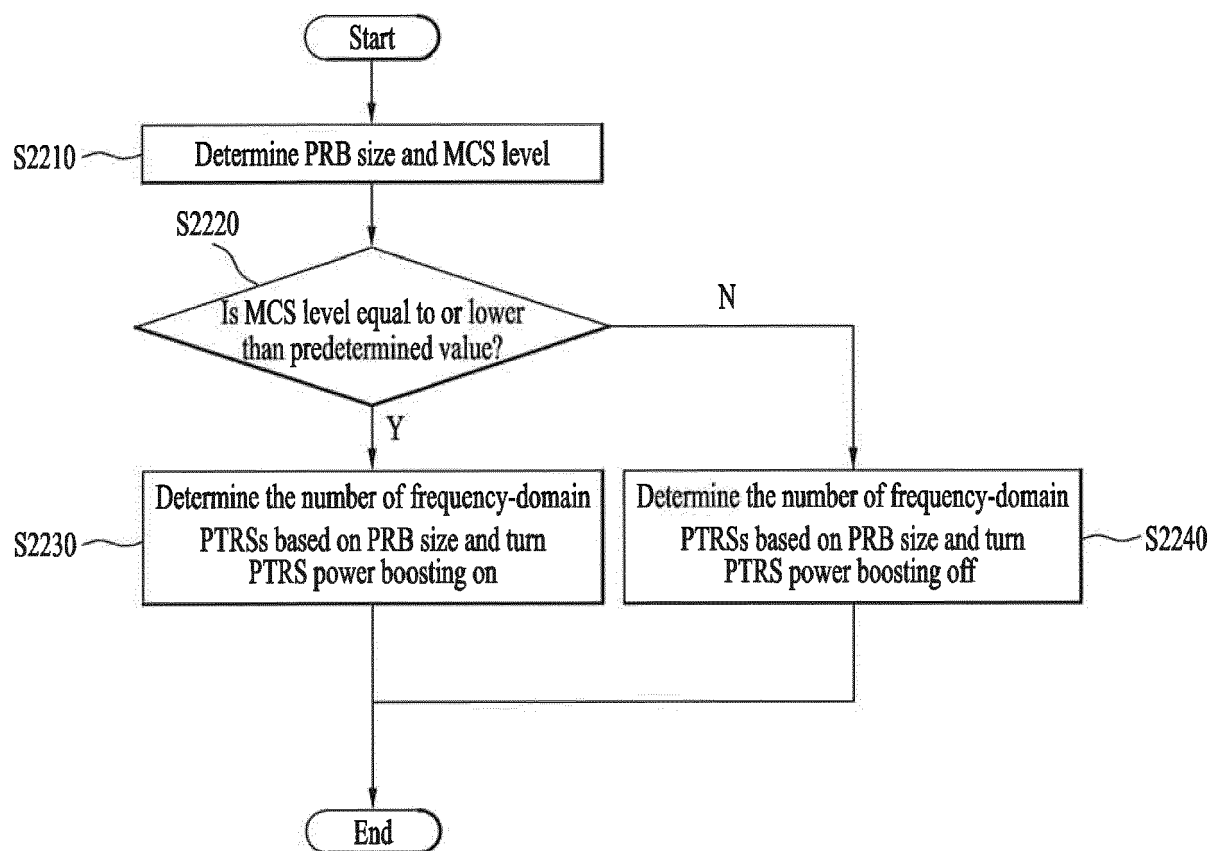 Start
S2210
Determine PRB size and MCS level
S2220
Is MCS level equal to or lower
than predetermined value?
N
Y
S2230
Determine the number of frequency-domain
PTRSs based on PRB size and turn
PTRS power boosting on
Determine the number of frequency-domain
PTRSs based on PRB size and turn
PTRS power boosting off
S2240
End